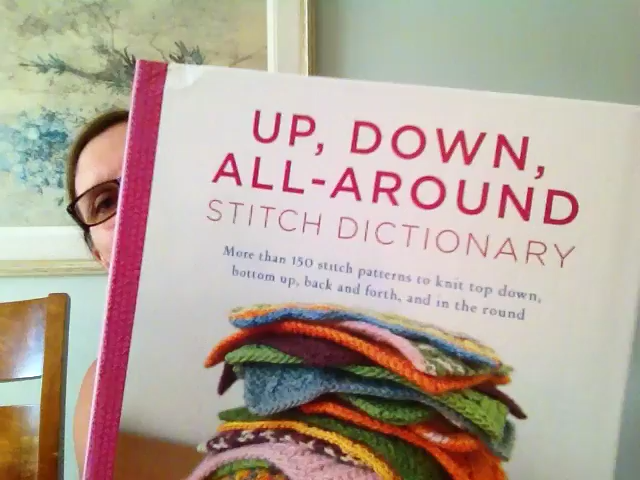 UP, DOWN,
ALL-AROUND
STITCH DICTIONARY
More than 150 stitch patterns to knit top down,
bottom up, back and forth, and in the round